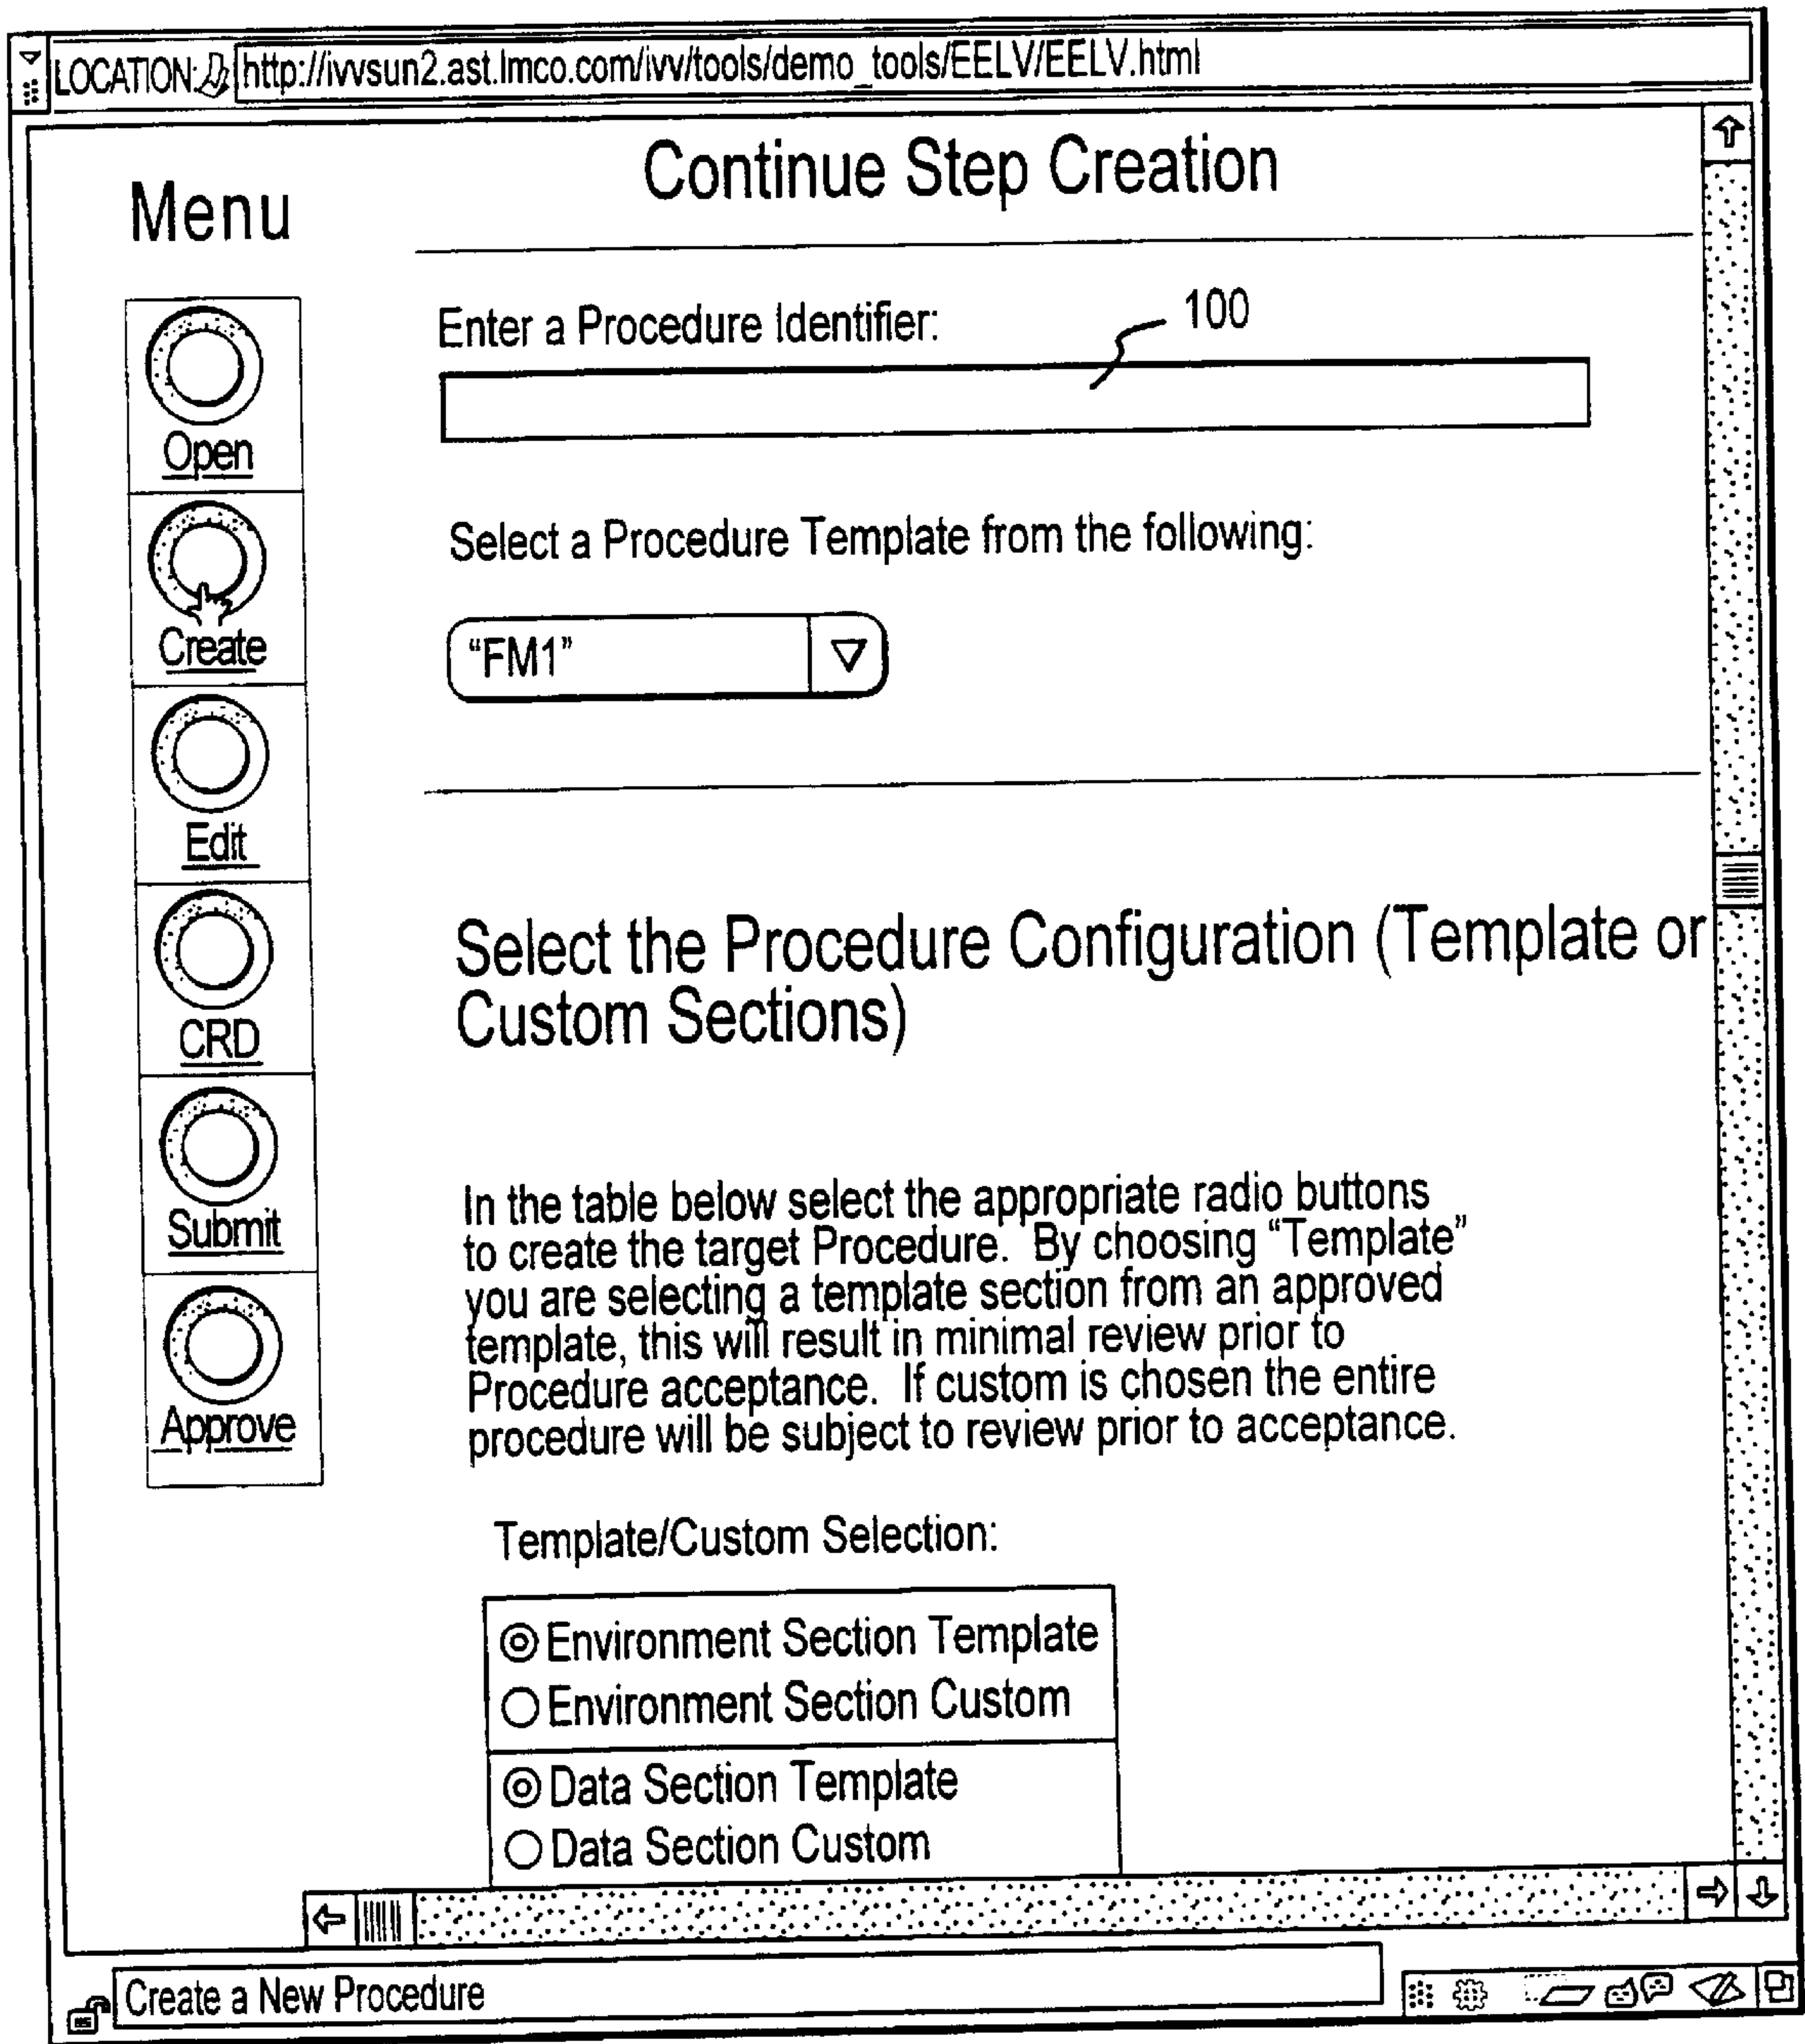 LOCATION: http://ivvsun2.ast.lmco.com/ivv/tools/demo_tools/EELV/EELV.html
Menu
Open
Create
Edit
CRD
Submit
Approve
Continue Step Creation
Enter a Procedure Identifier:
100
Select a Procedure Template from the following:
“FM1”
Select the Procedure Configuration (Template or
Custom Sections)
In the table below select the appropriate radio buttons
to create the target Procedure. By choosing “Template”
you are selecting a template section from an approved
template, this will result in minimal review prior to
Procedure acceptance. If custom is chosen the entire
procedure will be subject to review prior to acceptance.
Template/Custom Selection:
Environment Section Template
Environment Section Custom
Data Section Template
Data Section Custom
Create a New Procedure